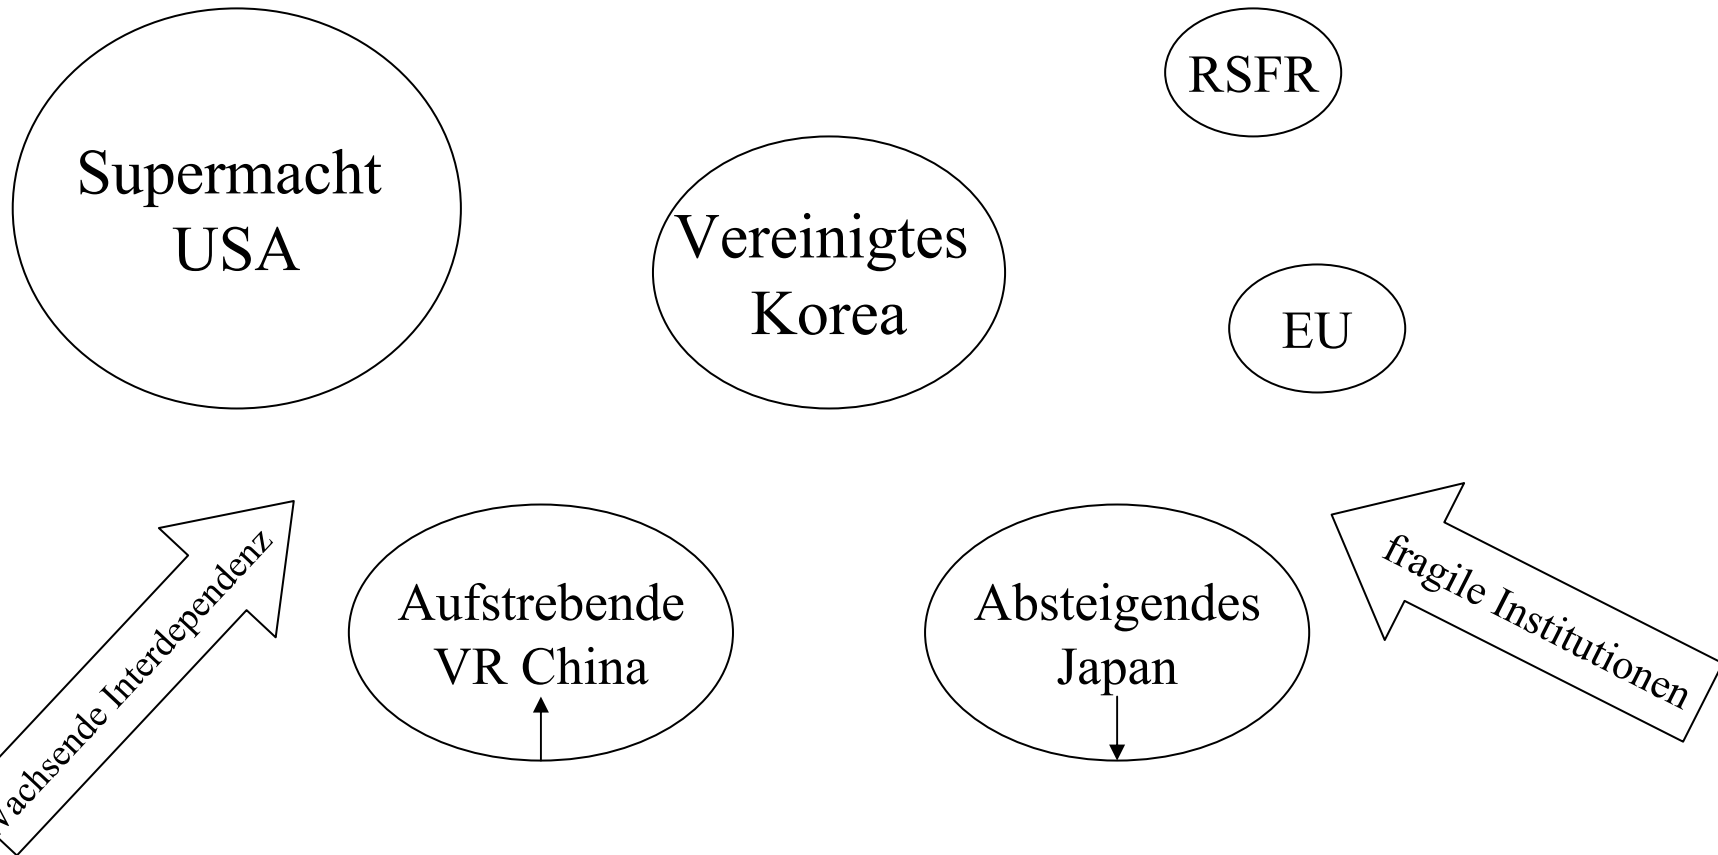 RSFR
Supermacht
USA
Vereinigtes
Korea
EU
Wachsende Interdependenz
fragile Institutionen
Aufstrebende
VR China
Absteigendes
Japan